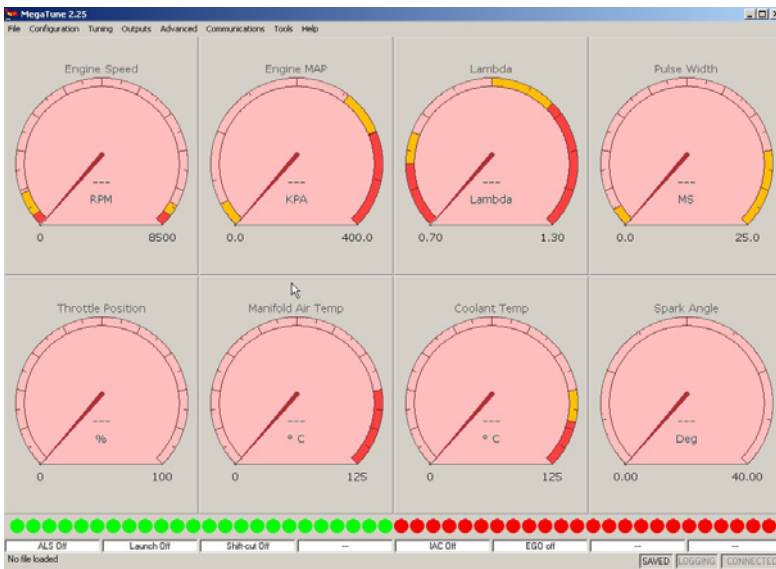 MegaTune 2.25
File Configuration Tuning Outputs Advanced Communications Tools Help
Engine Speed Engine MAP Lambda Pulse Width
--- --- --- ---
RPM KPA Lambda MS
0 8500 0.0 400.0 0.70 1.30 0.0 25.0
Throttle Position Manifold Air Temp Coolant Temp Spark Angle
--- --- --- ---
% ° C ° C Deg
0 100 0 125 0 125 0.00 40.00
ALS Off Launch Off Shift-cut Off -- IAC Off EGO off -- --
No file loaded SAVED LOGGING CONNECTED